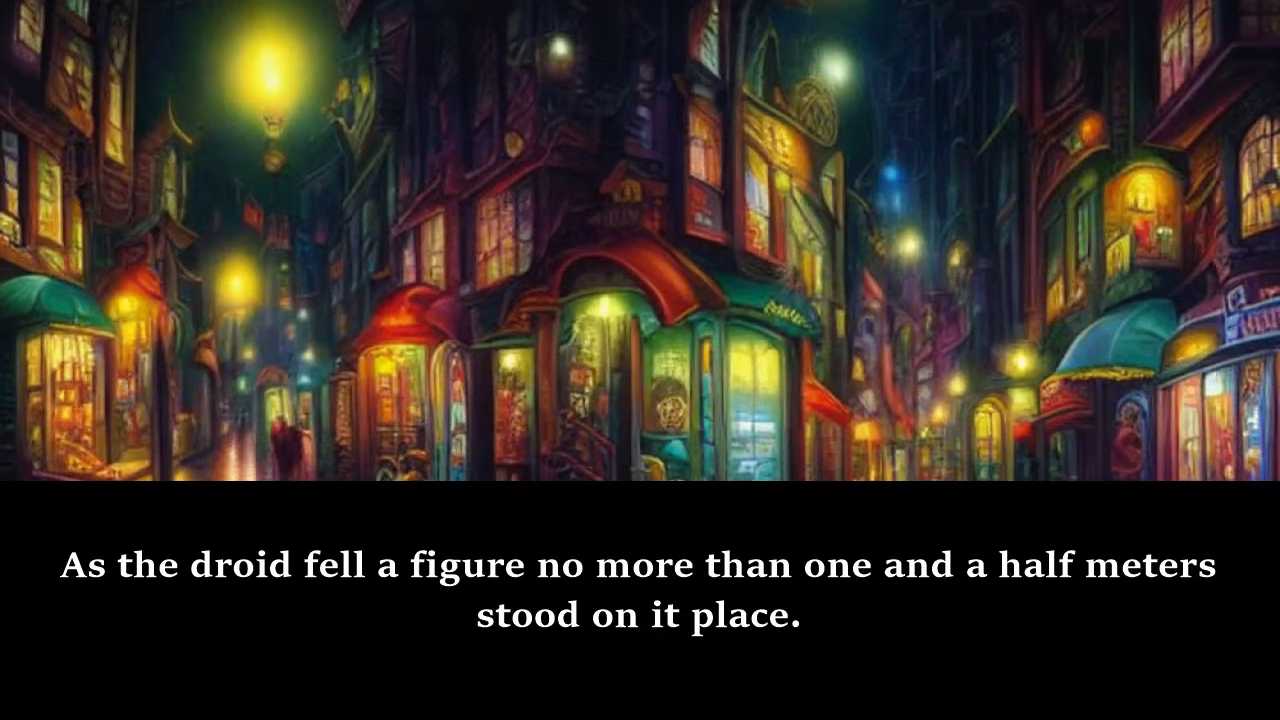 As the droid fell a figure no more than one and a half meters
stood on it place.